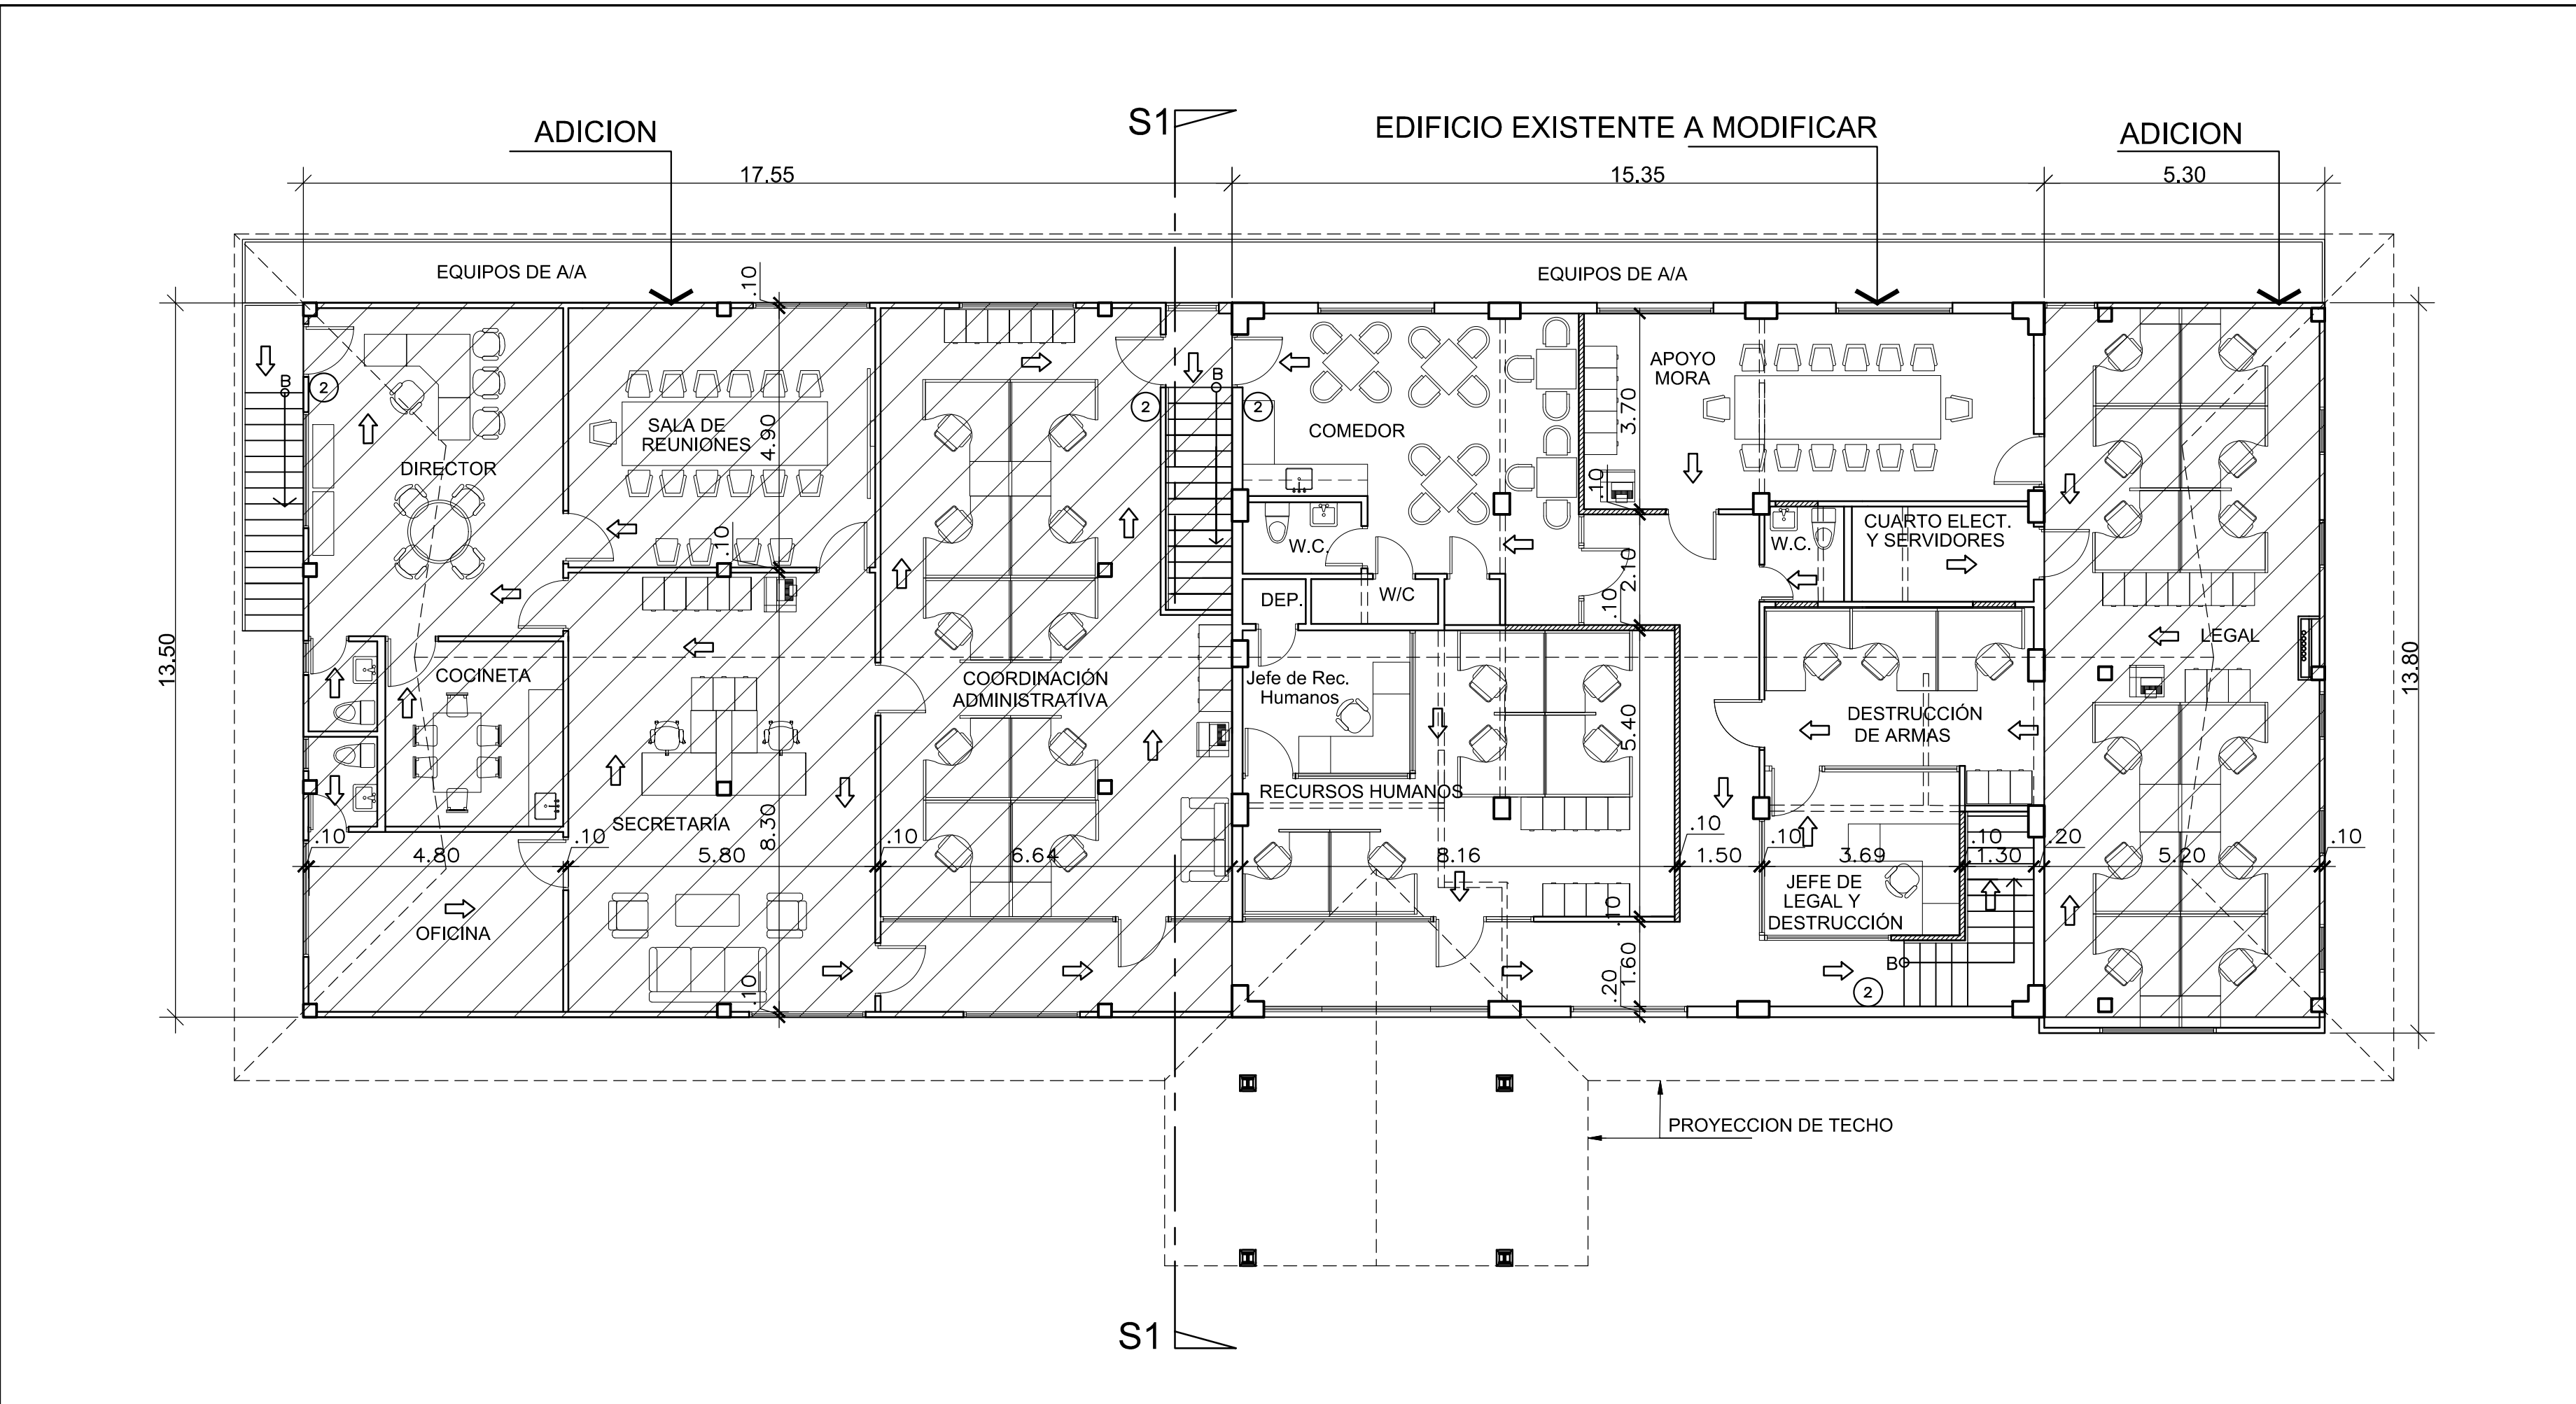 S1
EDIFICIO EXISTENTE A MODIFICAR
ADICION
ADICION
17.55
15.35
5.30
EQUIPOS DE A/A
.10
EQUIPOS DE A/A
B
2
B
2
2
SALA DE
REUNIONES
4.90
DIRECTOR
COMEDOR
APOYO
MORA
3.70
.10
.10
W.C.
W.C.
CUARTO ELECT.
Y SERVIDORES
DEP.
W/C
2.10
.10
13.50
COCINETA
COORDINACIÓN
ADMINISTRATIVA
Jefe de Rec.
Humanos
5.40
DESTRUCCIÓN
DE ARMAS
LEGAL
13.80
RECURSOS HUMANOS
SECRETARÍA
8.30
.10
4.80
.10
5.80
.10
6.64
8.16
.10
1.50
.10
3.69
.10
1.30
.20
5.20
.10
OFICINA
JEFE DE
LEGAL Y
DESTRUCCIÓN
.10
1.60
.20
.10
B
2
PROYECCION DE TECHO
S1